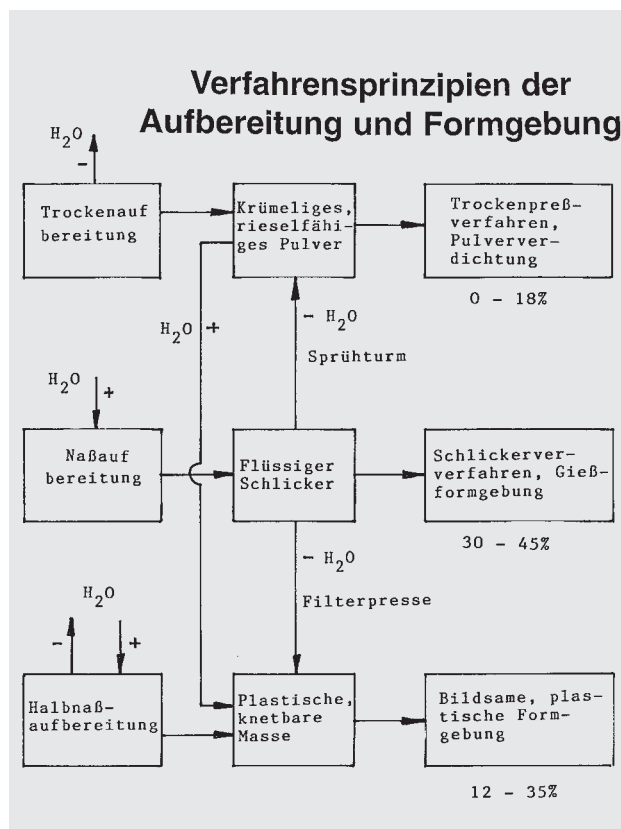 Verfahrensprinzipien der
Aufbereitung und Formgebung
H₂O
−
Trockenauf
bereitung
Krümeliges,
rieselfähi-
ges Pulver
Trockenpreß-
verfahren,
Pulverver-
dichtung
0 − 18%
H₂O +
− H₂O
Sprühturm
H₂O
+
Naßauf
bereitung
Flüssiger
Schlicker
Schlickerver-
verfahren, Gieß-
formgebung
30 − 45%
− H₂O
Filterpresse
H₂O
− +
Halbnaß-
aufbereitung
Plastische,
knetbare
Masse
Bildsame, plas-
tische Form-
gebung
12 − 35%